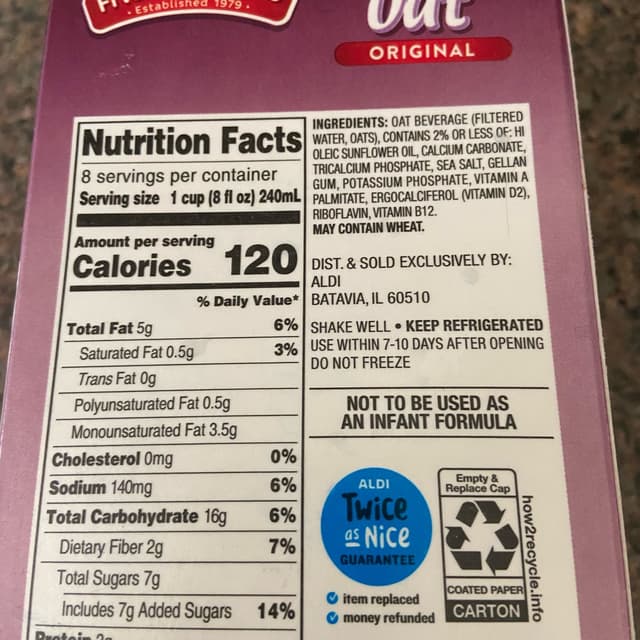 Established 1979
Oat
ORIGINAL
Nutrition Facts
8 servings per container
Serving size 1 cup (8 fl oz) 240mL
Amount per serving
Calories 120
% Daily Value*
Total Fat 5g 6%
Saturated Fat 0.5g 3%
Trans Fat 0g
Polyunsaturated Fat 0.5g
Monounsaturated Fat 3.5g
Cholesterol 0mg 0%
Sodium 140mg 6%
Total Carbohydrate 16g 6%
Dietary Fiber 2g 7%
Total Sugars 7g
Includes 7g Added Sugars 14%
Protein
INGREDIENTS: OAT BEVERAGE (FILTERED
WATER, OATS), CONTAINS 2% OR LESS OF: HI
OLEIC SUNFLOWER OIL, CALCIUM CARBONATE,
TRICALCIUM PHOSPHATE, SEA SALT, GELLAN
GUM, POTASSIUM PHOSPHATE, VITAMIN A
PALMITATE, ERGOCALCIFEROL (VITAMIN D2),
RIBOFLAVIN, VITAMIN B12.
MAY CONTAIN WHEAT.
DIST. & SOLD EXCLUSIVELY BY:
ALDI
BATAVIA, IL 60510
SHAKE WELL • KEEP REFRIGERATED
USE WITHIN 7-10 DAYS AFTER OPENING
DO NOT FREEZE
NOT TO BE USED AS
AN INFANT FORMULA
ALDI
Twice
as Nice
GUARANTEE
item replaced
money refunded
Empty &
Replace Cap
COATED PAPER
CARTON
how2recycle.info